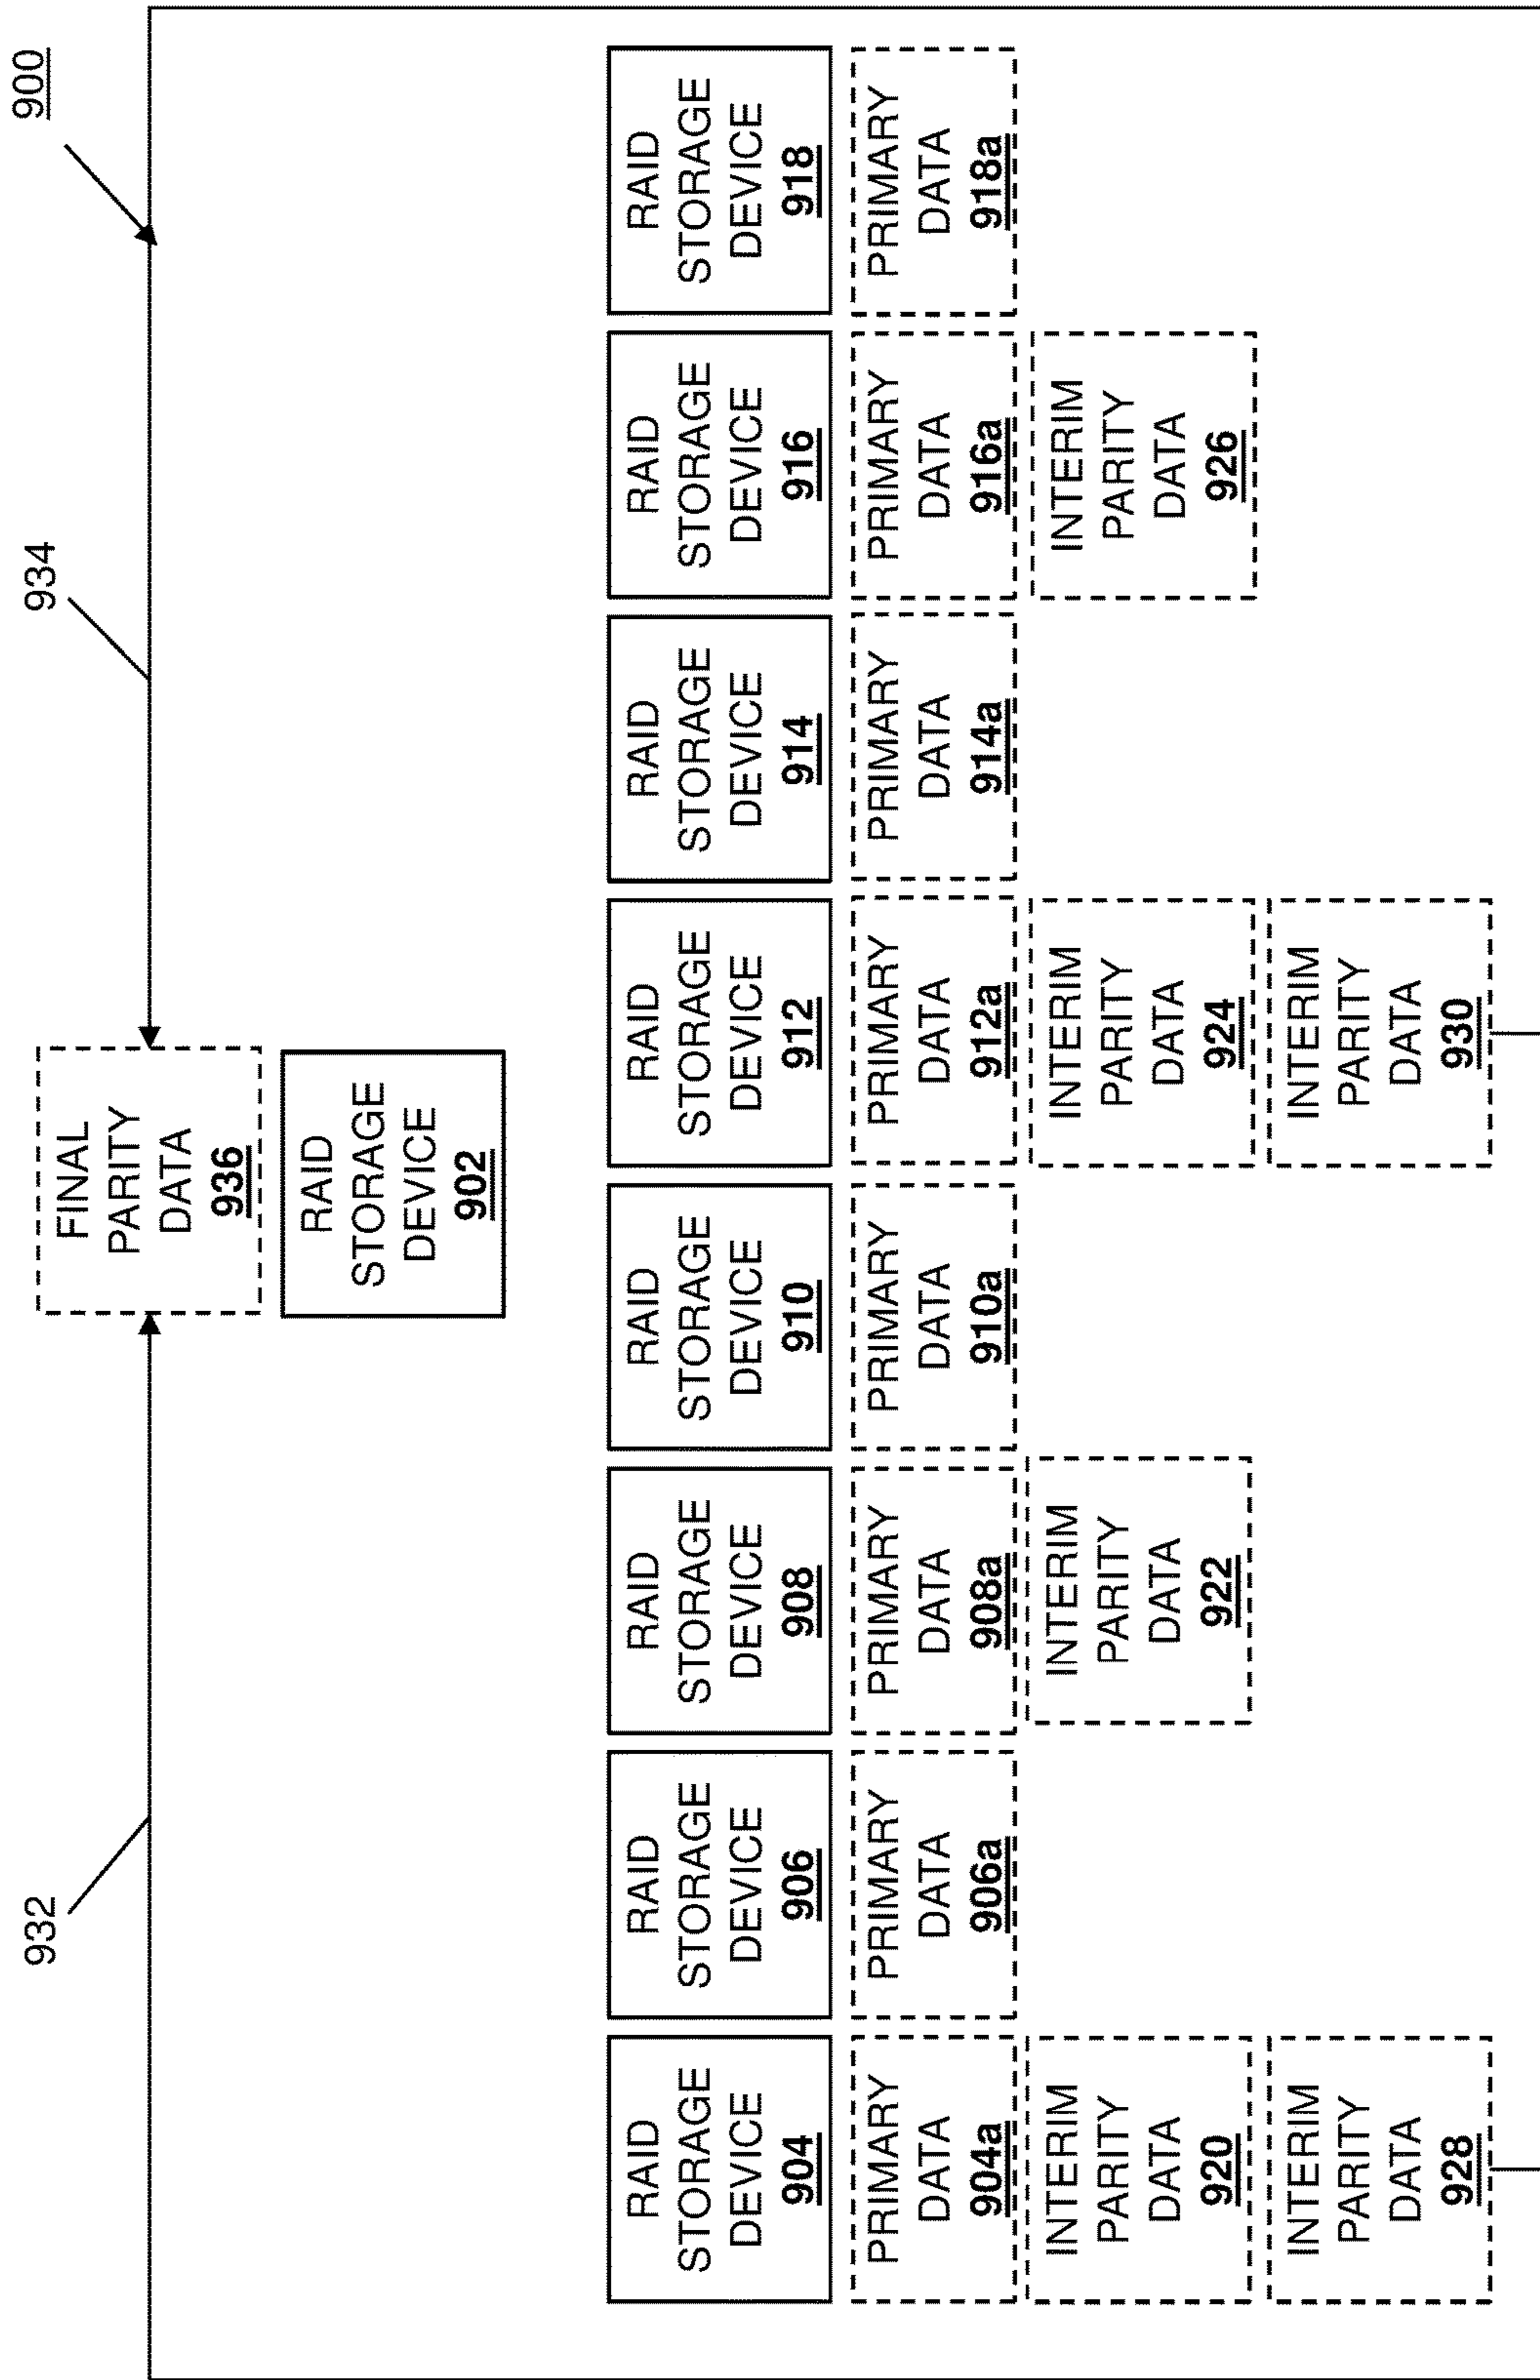 932
934
900
FINAL
PARITY
DATA
936
RAID
STORAGE
DEVICE
902
RAID
STORAGE
DEVICE
904
RAID
STORAGE
DEVICE
906
RAID
STORAGE
DEVICE
908
RAID
STORAGE
DEVICE
910
RAID
STORAGE
DEVICE
912
RAID
STORAGE
DEVICE
914
RAID
STORAGE
DEVICE
916
RAID
STORAGE
DEVICE
918
PRIMARY
DATA
904a
PRIMARY
DATA
906a
PRIMARY
DATA
908a
PRIMARY
DATA
910a
PRIMARY
DATA
912a
PRIMARY
DATA
914a
PRIMARY
DATA
916a
PRIMARY
DATA
918a
INTERIM
PARITY
DATA
920
INTERIM
PARITY
DATA
922
INTERIM
PARITY
DATA
924
INTERIM
PARITY
DATA
926
INTERIM
PARITY
DATA
928
INTERIM
PARITY
DATA
930